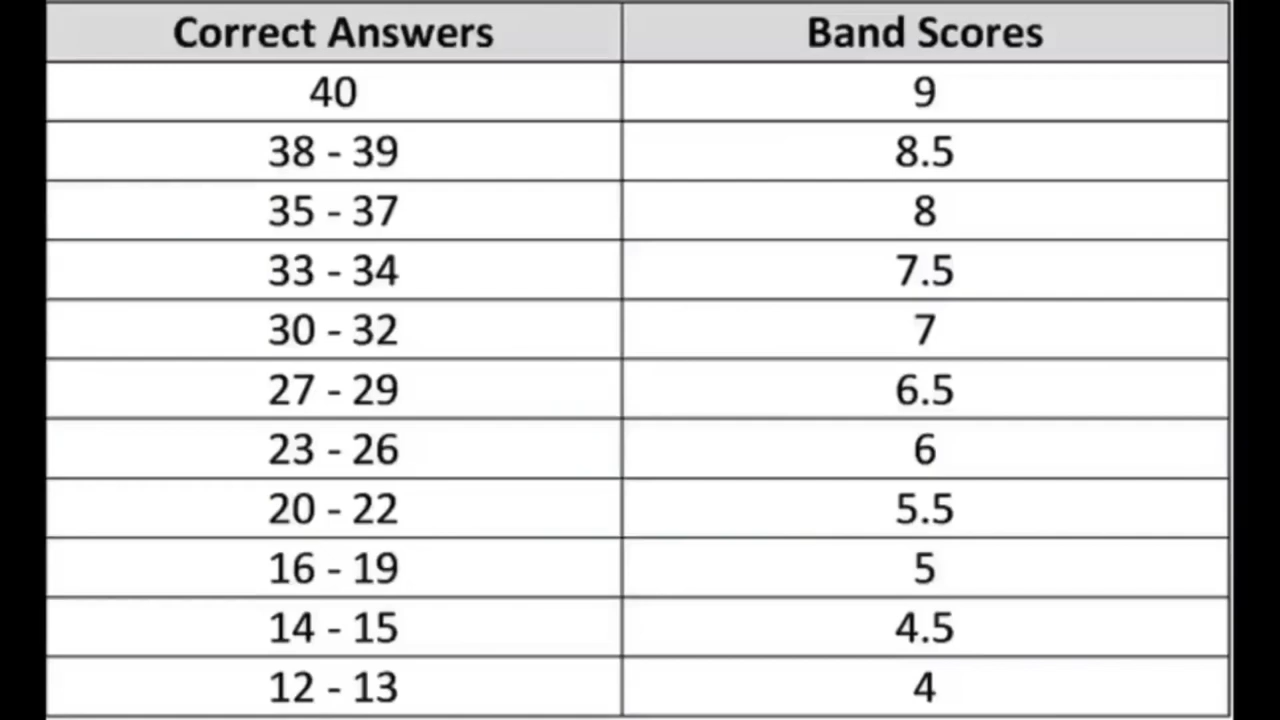 Correct Answers Band Scores
40 9
38 - 39 8.5
35 - 37 8
33 - 34 7.5
30 - 32 7
27 - 29 6.5
23 - 26 6
20 - 22 5.5
16 - 19 5
14 - 15 4.5
12 - 13 4